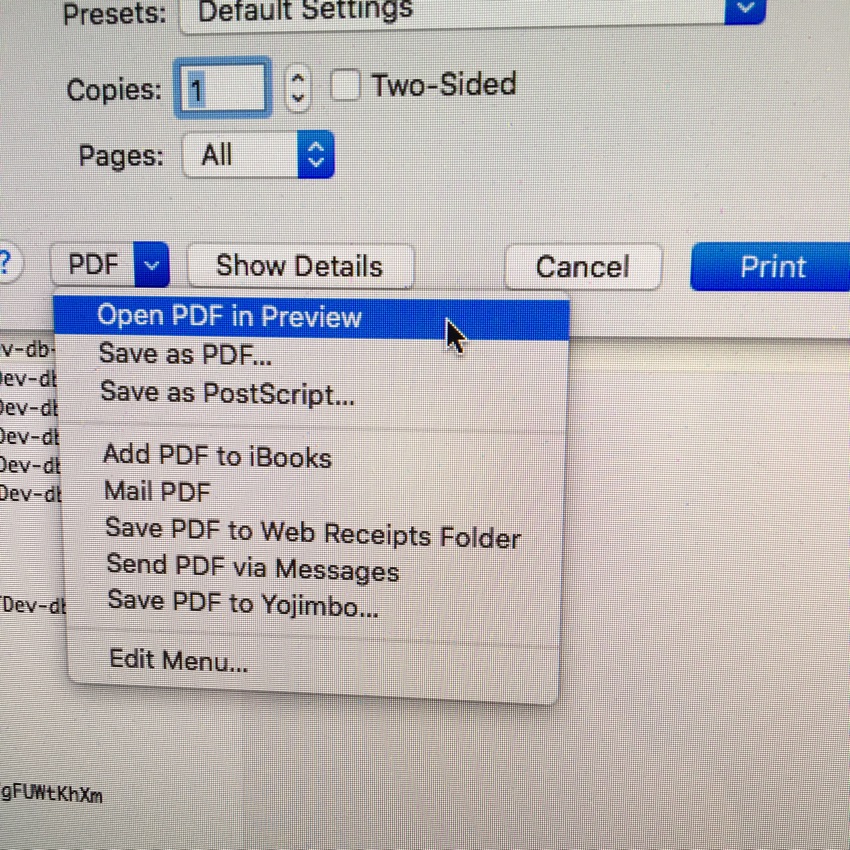 Presets: Default Settings
Copies: 1 Two-Sided
Pages: All
? PDF Show Details Cancel Print
Open PDF in Preview
v-db-
Save as PDF...
Dev-db
Save as PostScript...
Dev-db
Dev-db
Add PDF to iBooks
Dev-db
Mail PDF
Dev-db
Save PDF to Web Receipts Folder
Send PDF via Messages
Save PDF to Yojimbo...
/Dev-db
Edit Menu...
gFUWtKhXm